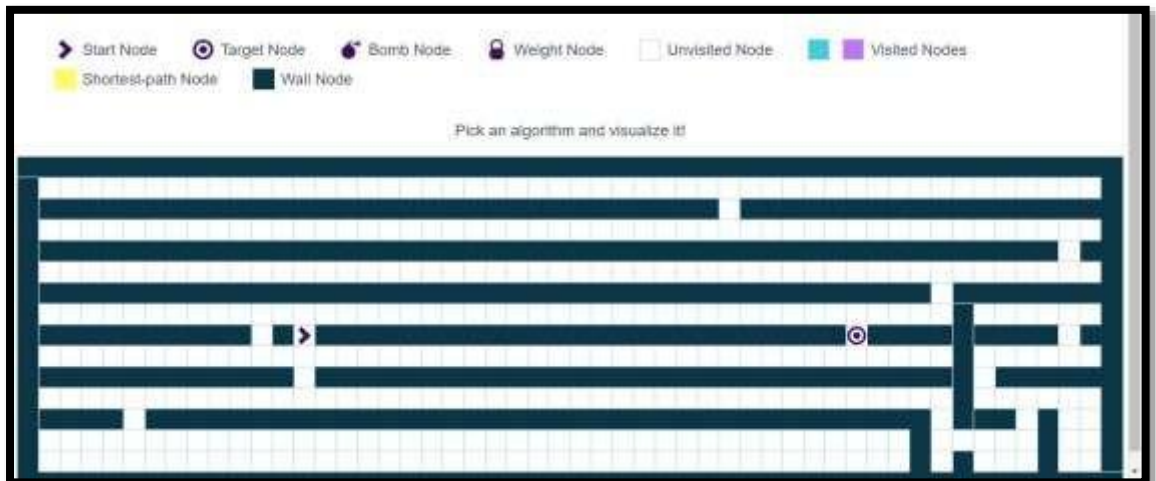 Start Node Target Node Bomb Node Weight Node Unvisited Node Visited Nodes
Shortest-path Node Wall Node
Pick an algorithm and visualize it!